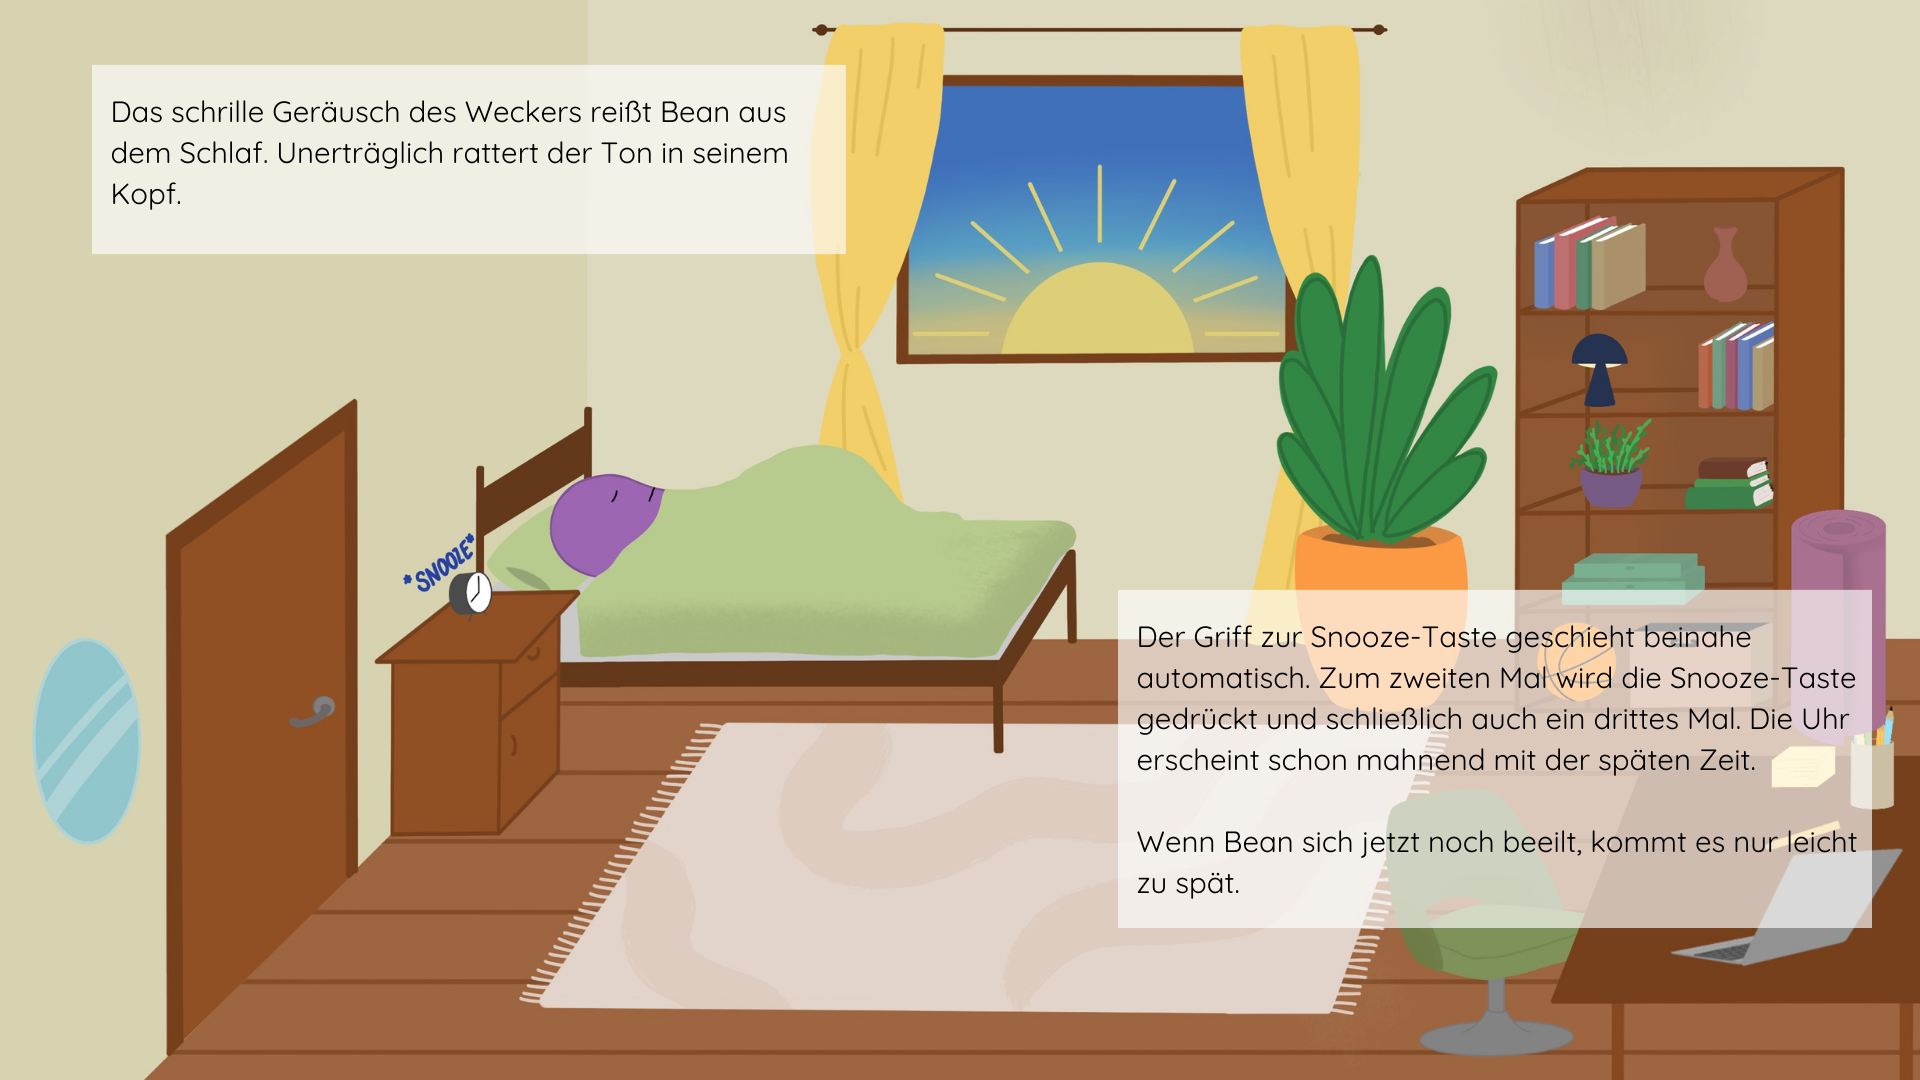 Das schrille Geräusch des Weckers reißt Bean aus
dem Schlaf. Unerträglich rattert der Ton in seinem
Kopf.
*SNOOZE*
Der Griff zur Snooze-Taste geschieht beinahe
automatisch. Zum zweiten Mal wird die Snooze-Taste
gedrückt und schließlich auch ein drittes Mal. Die Uhr
erscheint schon mahnend mit der späten Zeit.
Wenn Bean sich jetzt noch beeilt, kommt es nur leicht
zu spät.